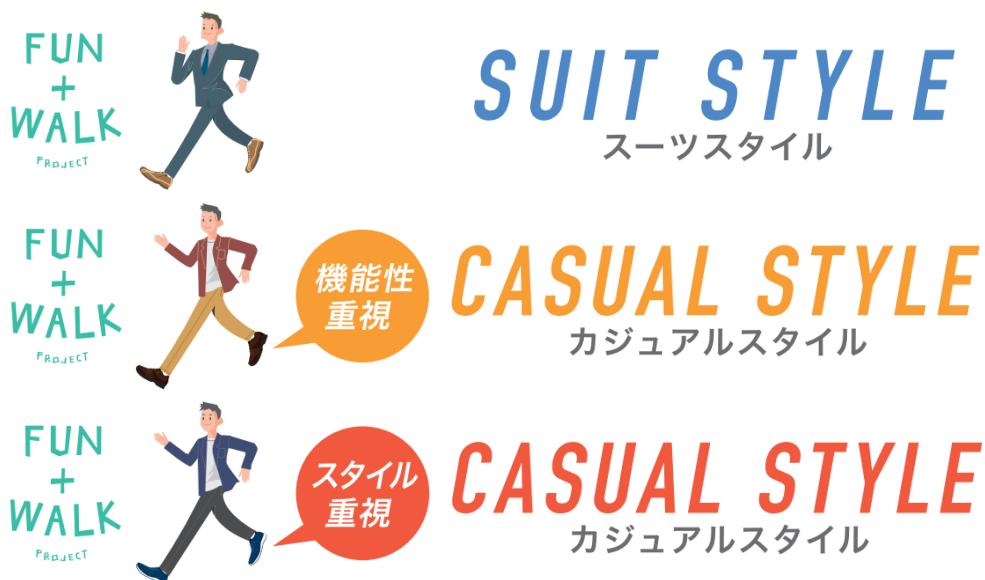 FUN
+
WALK
PROJECT
SUIT STYLE
スーツスタイル
FUN
+
WALK
PROJECT
機能性
重視
CASUAL STYLE
カジュアルスタイル
FUN
+
WALK
PROJECT
スタイル
重視
CASUAL STYLE
カジュアルスタイル